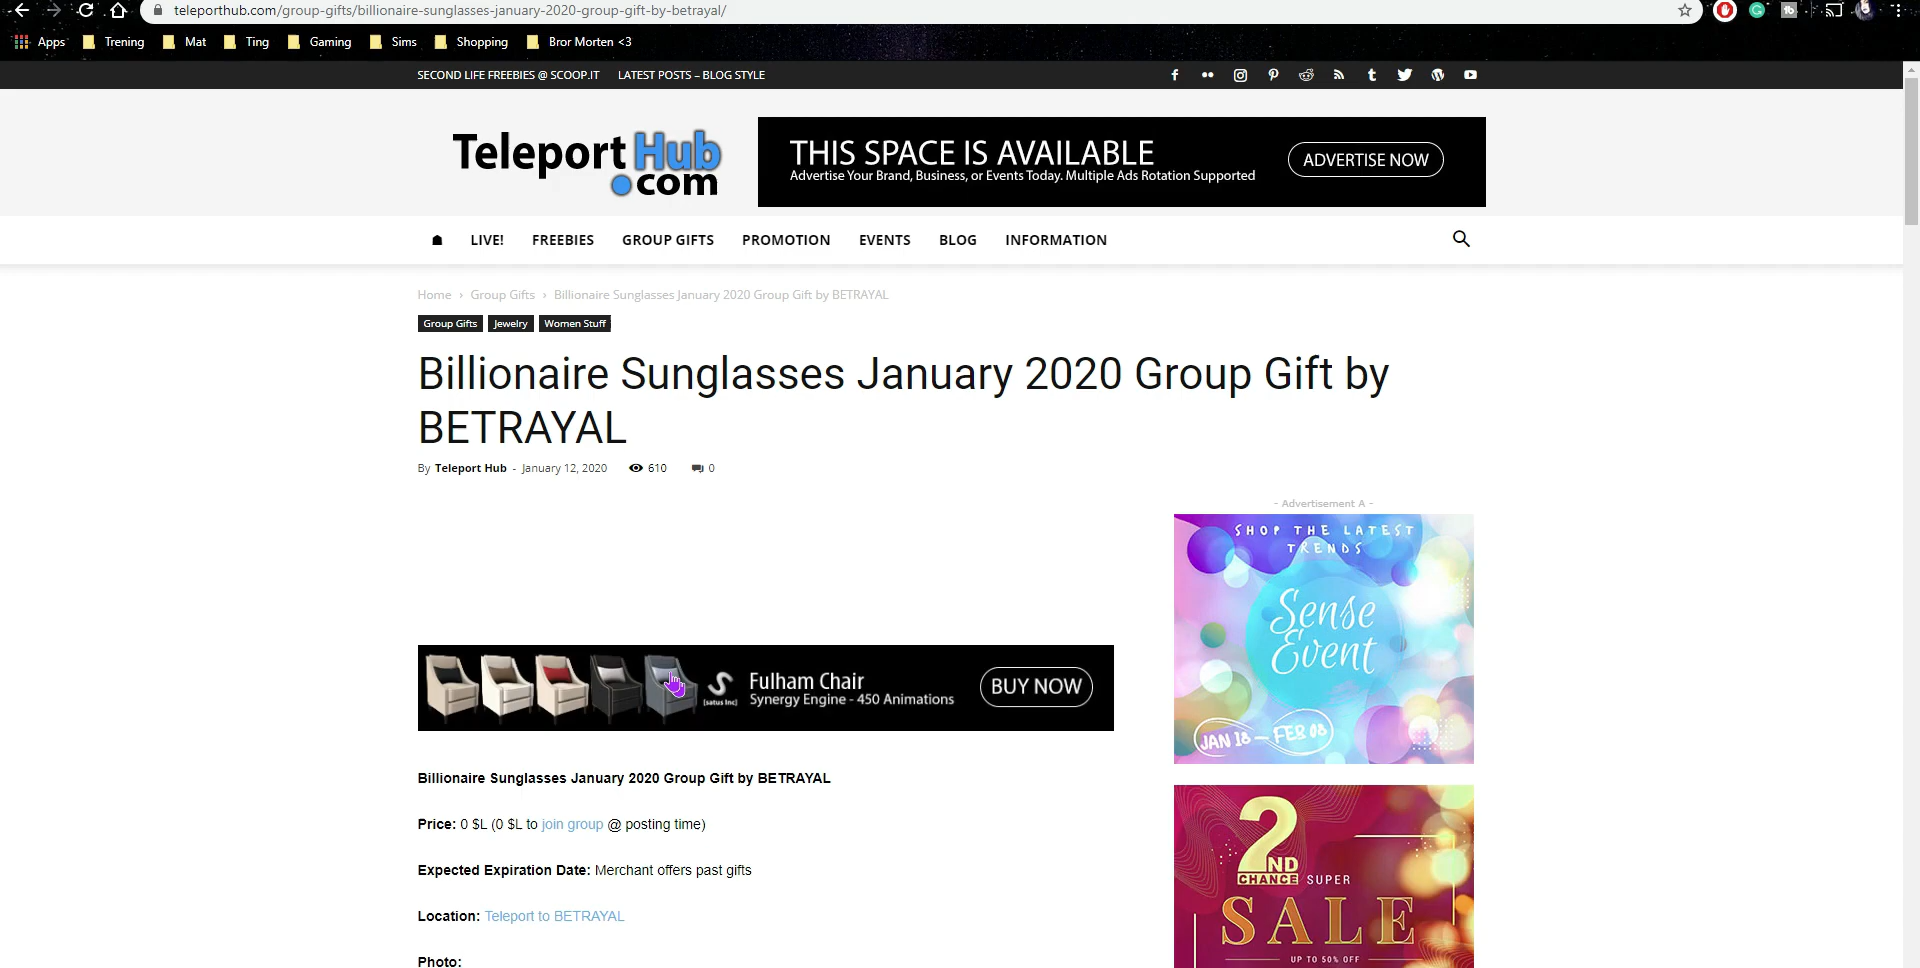 teleporthub.com/group-gifts/billionaire-sunglasses-january-2020-group-gift-by-betrayal/
Apps Trening Mat Ting Gaming Sims Shopping Bror Morten <3
SECOND LIFE FREEBIES @ SCOOP.IT LATEST POSTS – BLOG STYLE
Teleport Hub
.com
THIS SPACE IS AVAILABLE
Advertise Your Brand, Business, or Events Today. Multiple Ads Rotation Supported
ADVERTISE NOW
LIVE! FREEBIES GROUP GIFTS PROMOTION EVENTS BLOG INFORMATION
Home › Group Gifts › Billionaire Sunglasses January 2020 Group Gift by BETRAYAL
Group Gifts Jewelry Women Stuff
Billionaire Sunglasses January 2020 Group Gift by
BETRAYAL
By Teleport Hub - January 12, 2020 610 0
- Advertisement A -
SHOP THE LATEST
TRENDS
Sense
Event
JAN 18 – FEB 08
[satus Inc]
Fulham Chair
Synergy Engine - 450 Animations
BUY NOW
Billionaire Sunglasses January 2020 Group Gift by BETRAYAL
Price: 0 $L (0 $L to join group @ posting time)
Expected Expiration Date: Merchant offers past gifts
Location: Teleport to BETRAYAL
Photo:
2ND
CHANCE SUPER
SALE
UP TO 50% OFF